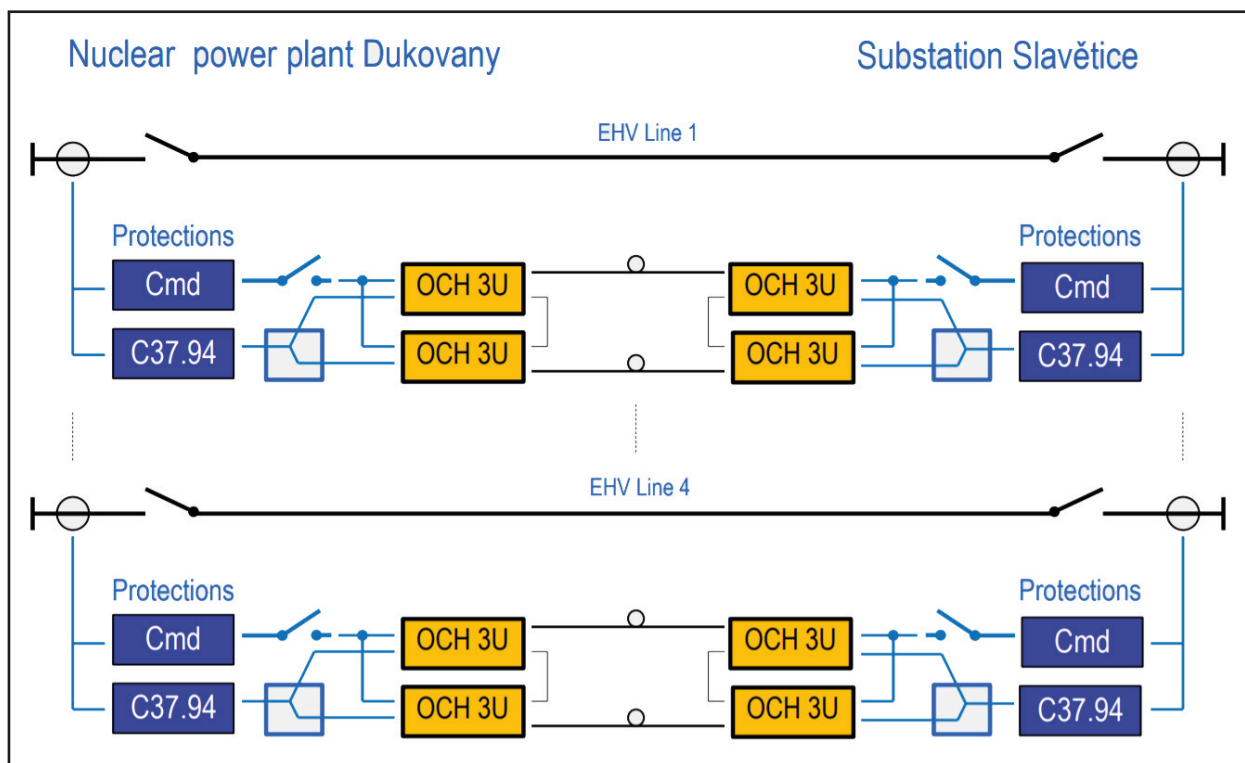 Nuclear power plant Dukovany
Substation Slavětice
EHV Line 1
Protections
Protections
Cmd
OCH 3U
OCH 3U
Cmd
C37.94
OCH 3U
OCH 3U
C37.94
EHV Line 4
Protections
Protections
Cmd
OCH 3U
OCH 3U
Cmd
C37.94
OCH 3U
OCH 3U
C37.94